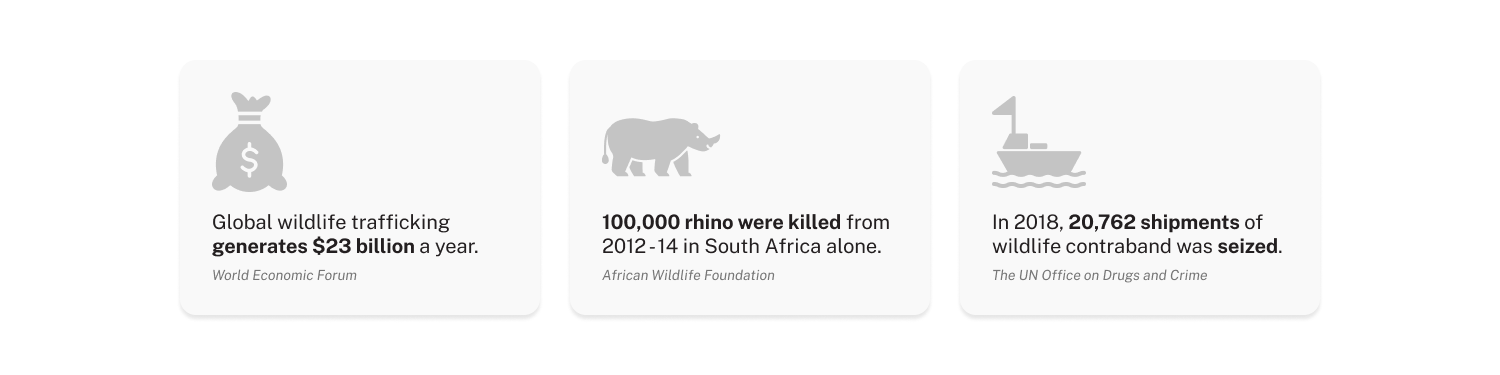 $
Global wildlife trafficking
generates $23 billion a year.
World Economic Forum
100,000 rhino were killed from
2012-14 in South Africa alone.
African Wildlife Foundation
In 2018, 20,762 shipments of
wildlife contraband was seized.
The UN Office on Drugs and Crime